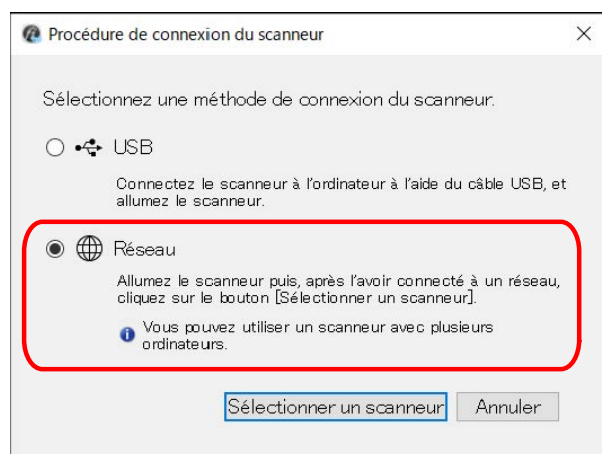 Procédure de connexion du scanneur
Sélectionnez une méthode de connexion du scanneur.
USB
Connectez le scanneur à l'ordinateur à l'aide du câble USB, et
allumez le scanneur.
Réseau
Allumez le scanneur puis, après l'avoir connecté à un réseau,
cliquez sur le bouton [Sélectionner un scanneur].
Vous pouvez utiliser un scanneur avec plusieurs
ordinateurs.
Sélectionner un scanneur Annuler